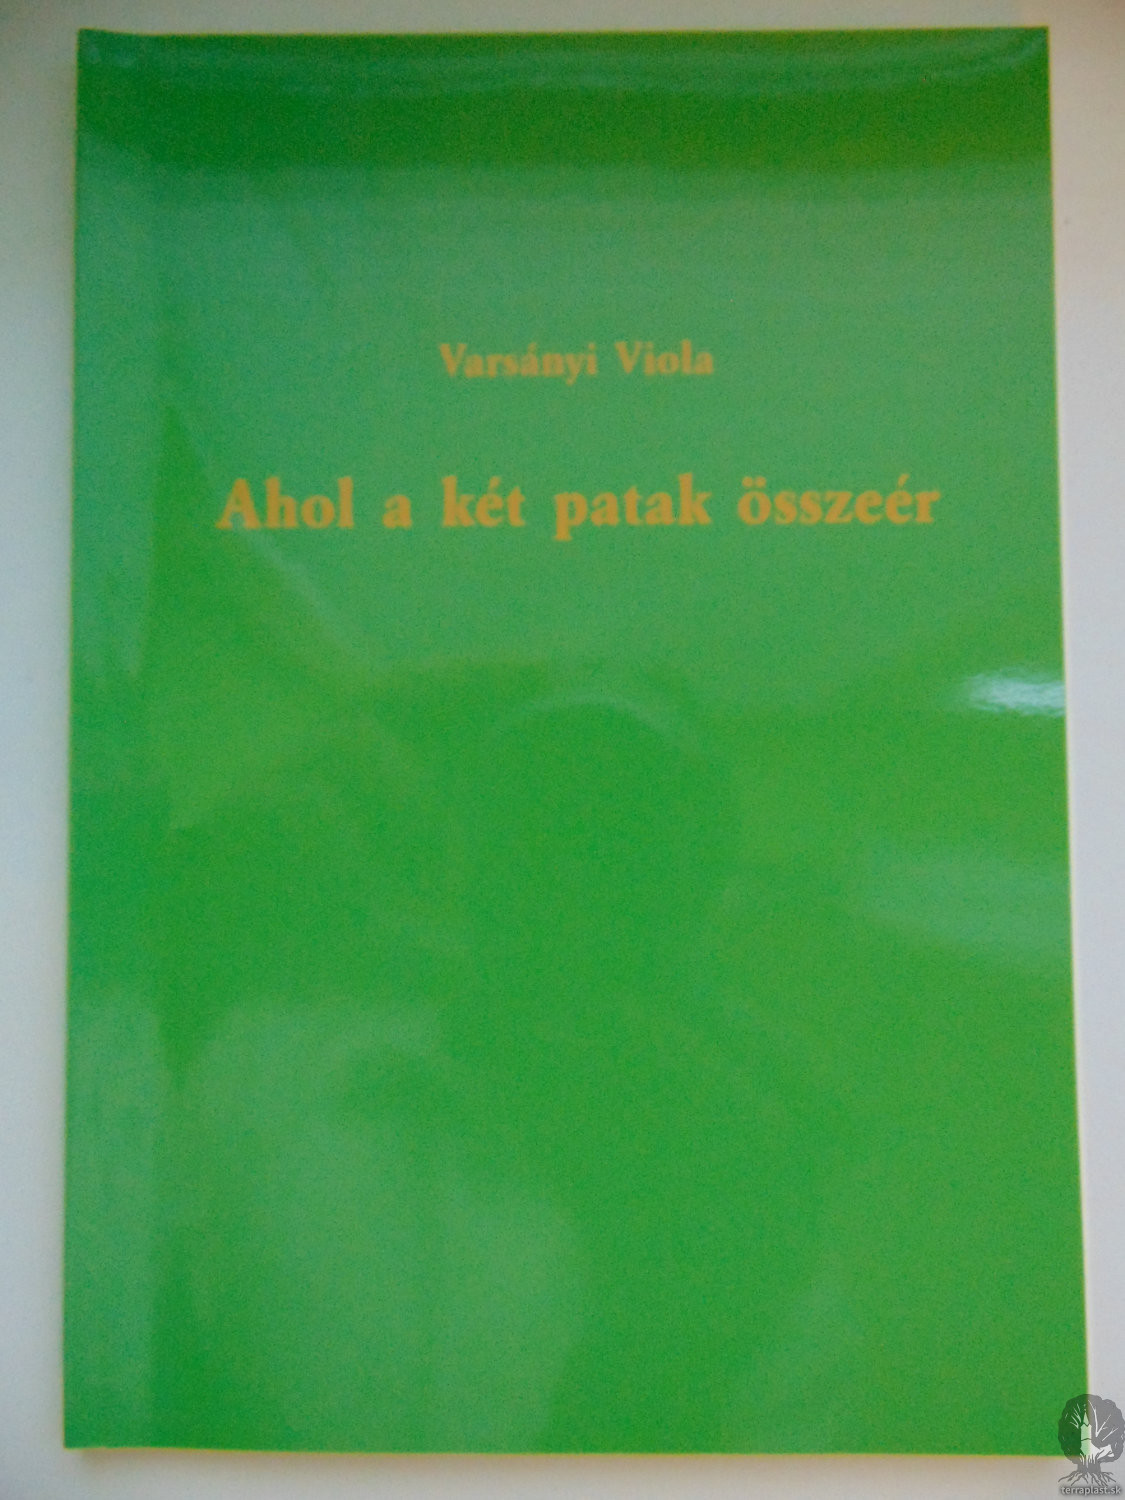 Varsányi Viola
Ahol a két patak összeér
terraplast.sk